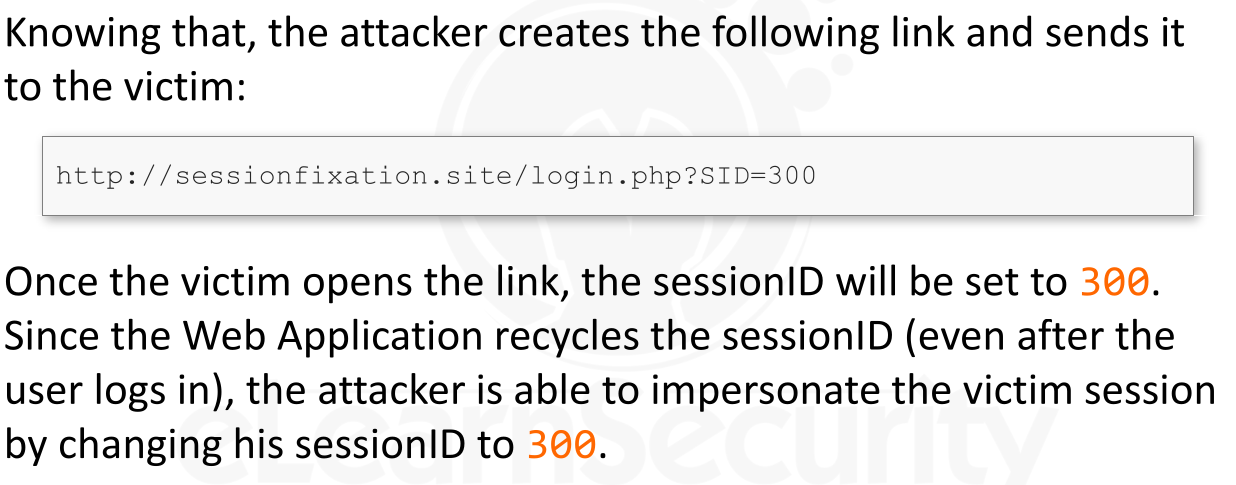 Knowing that, the attacker creates the following link and sends it
to the victim:
http://sessionfixation.site/login.php?SID=300
Once the victim opens the link, the sessionID will be set to 300.
Since the Web Application recycles the sessionID (even after the
user logs in), the attacker is able to impersonate the victim session
by changing his sessionID to 300.
eLearnSecurity